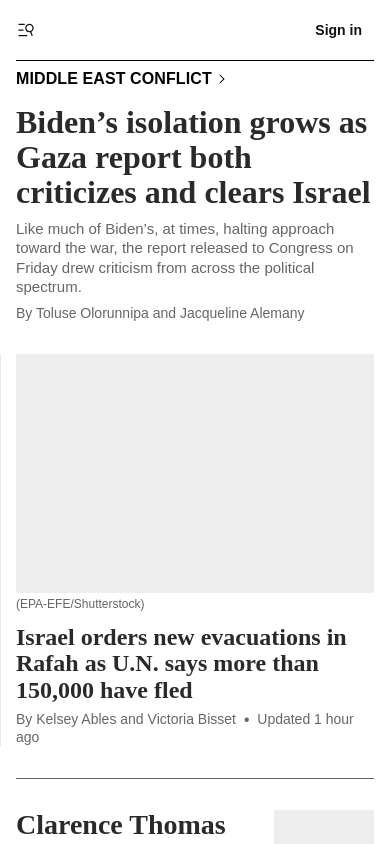 Sign in
MIDDLE EAST CONFLICT
Biden’s isolation grows as
Gaza report both
criticizes and clears Israel
Like much of Biden’s, at times, halting approach
toward the war, the report released to Congress on
Friday drew criticism from across the political
spectrum.
By Toluse Olorunnipa and Jacqueline Alemany
(EPA-EFE/Shutterstock)
Israel orders new evacuations in
Rafah as U.N. says more than
150,000 have fled
By Kelsey Ables and Victoria Bisset • Updated 1 hour
ago
Clarence Thomas